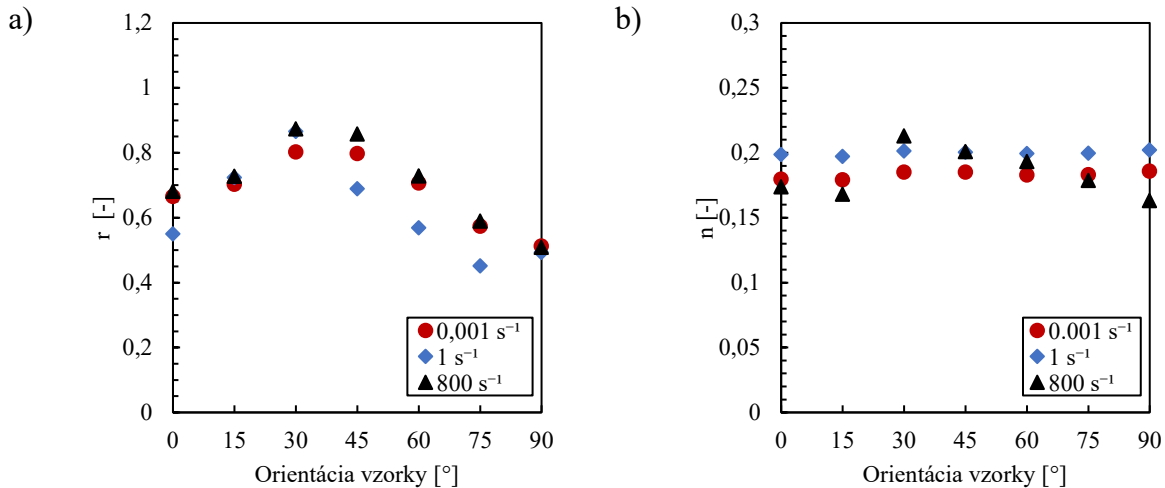 a)
1,2
1
0,8
0,6
0,4
0,2
0
r [-]
0 15 30 45 60 75 90
Orientácia vzorky [°]
0,001 s⁻¹
1 s⁻¹
800 s⁻¹
b)
0,3
0,25
0,2
0,15
0,1
0,05
0
n [-]
0 15 30 45 60 75 90
Orientácia vzorky [°]
0.001 s⁻¹
1 s⁻¹
800 s⁻¹